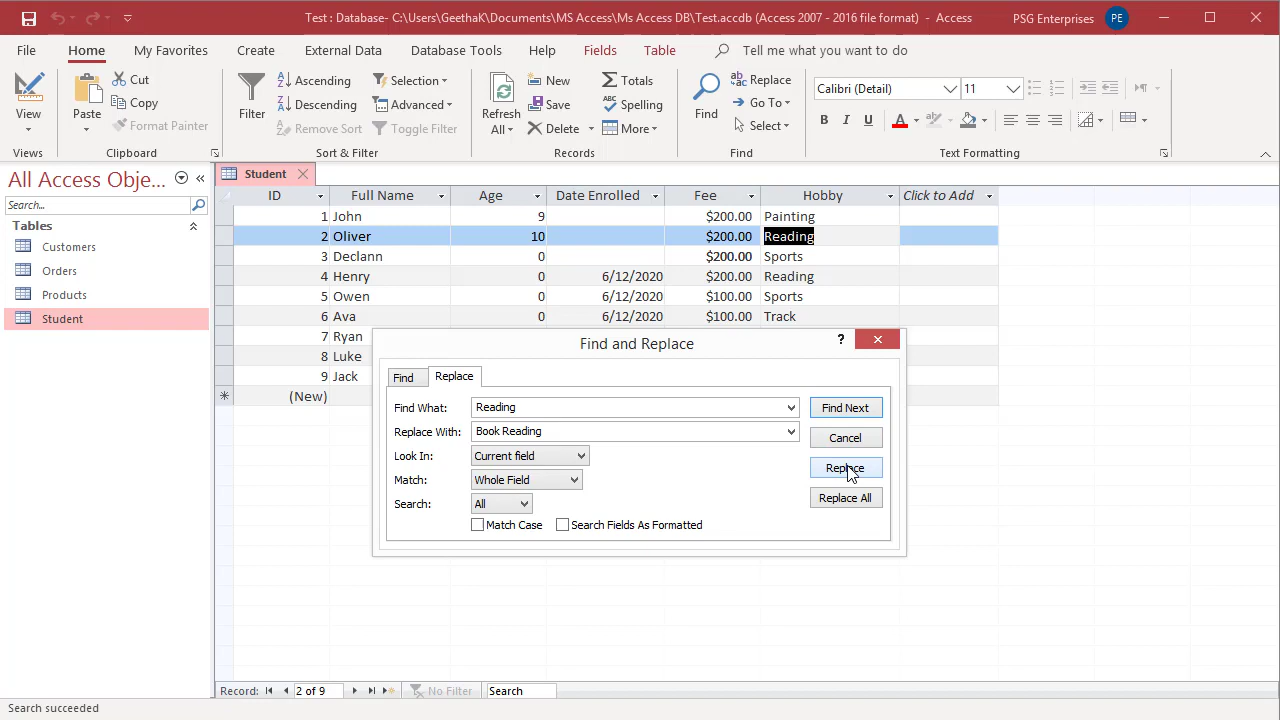 Test : Database- C:\Users\GeethaK\Documents\MS Access\Ms Access DB\Test.accdb (Access 2007 - 2016 file format) - Access PSG Enterprises PE
File Home My Favorites Create External Data Database Tools Help Fields Table Tell me what you want to do
View
Views
Paste
Cut
Copy
Format Painter
Clipboard
Filter
Ascending
Descending
Remove Sort
Selection
Advanced
Toggle Filter
Sort & Filter
Refresh
All
New
Save
Delete
Totals
Spelling
More
Records
Find
Replace
Go To
Select
Find
Calibri (Detail) 11
B I U A
Text Formatting
All Access Obje...
Search...
Tables
Customers
Orders
Products
Student
Student
ID Full Name Age Date Enrolled Fee Hobby Click to Add
1 John 9 $200.00 Painting
2 Oliver 10 $200.00 Reading
3 Declann 0 $200.00 Sports
4 Henry 0 6/12/2020 $200.00 Reading
5 Owen 0 6/12/2020 $100.00 Sports
6 Ava 0 6/12/2020 $100.00 Track
7 Ryan
8 Luke
9 Jack
(New)
Find and Replace ?
Find Replace
Find What: Reading Find Next
Replace With: Book Reading Cancel
Look In: Current field Replace
Match: Whole Field Replace All
Search: All
Match Case Search Fields As Formatted
Record: 2 of 9 No Filter Search
Search succeeded